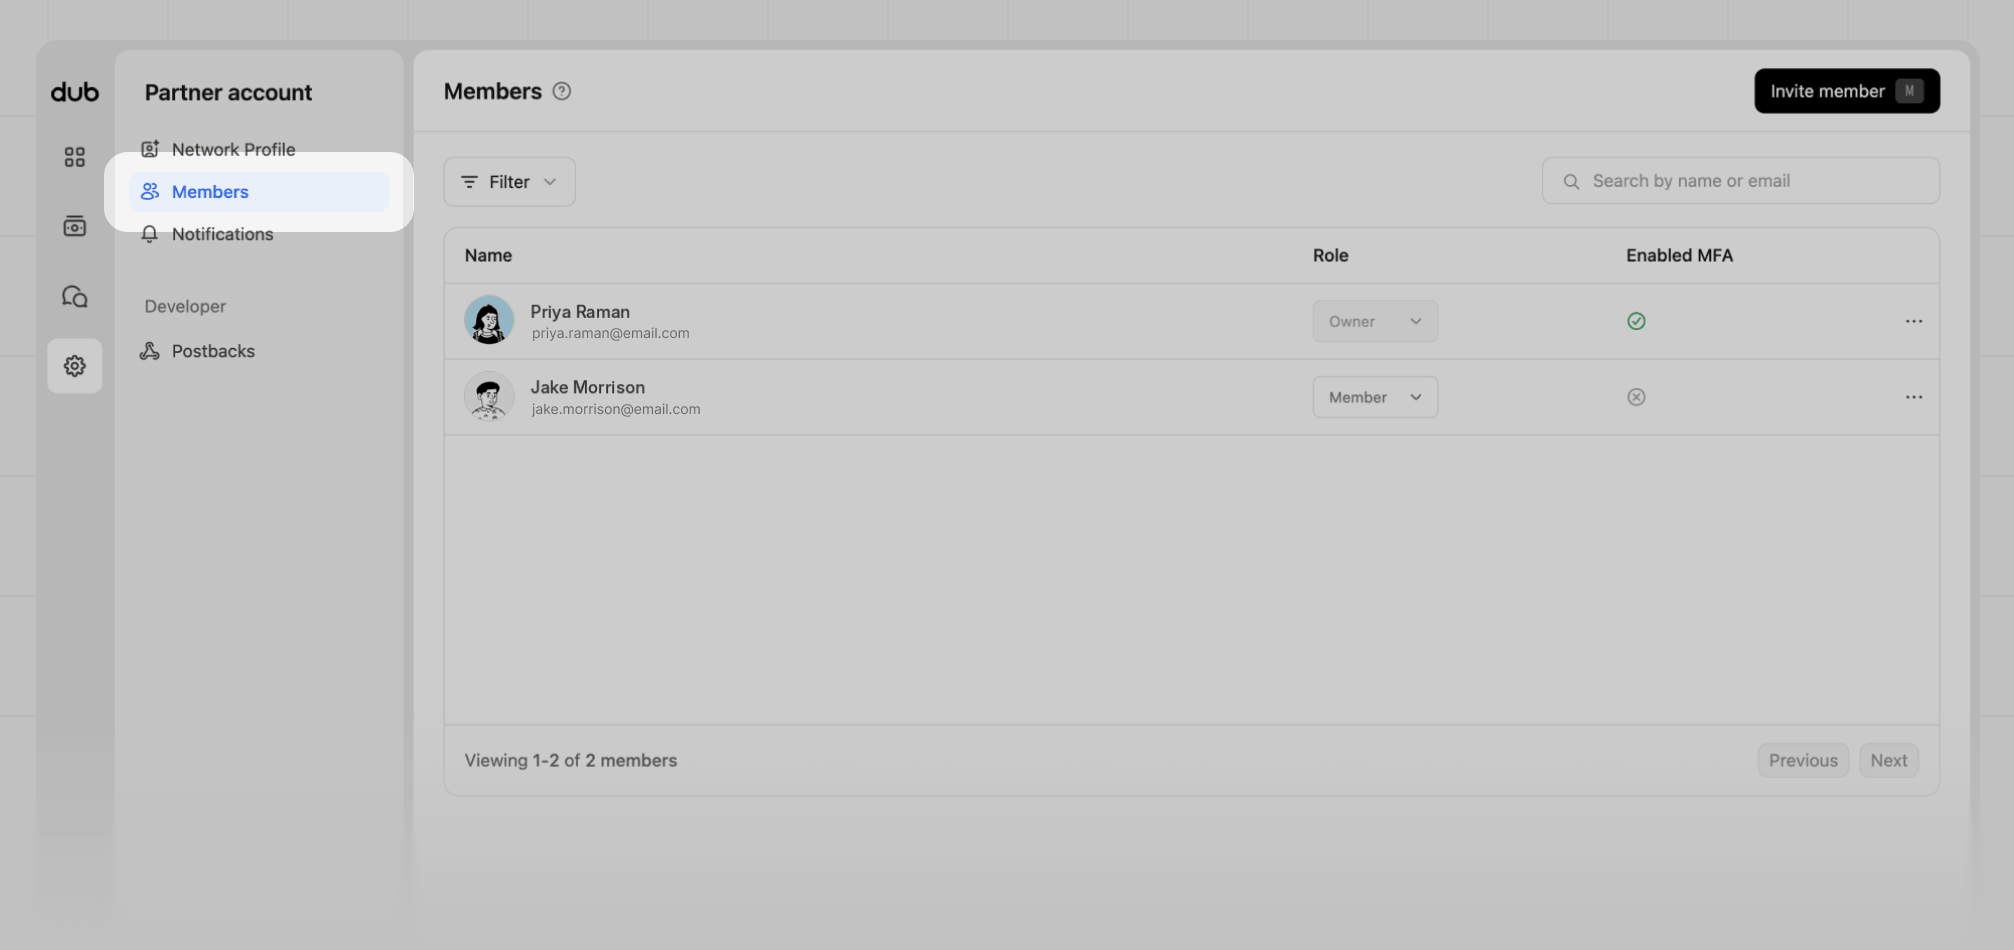 dub
Partner account
Network Profile
Members
Notifications
Developer
Postbacks
Members
Invite member M
Filter
Search by name or email
Name Role Enabled MFA
Priya Raman
priya.raman@email.com
Owner
Jake Morrison
jake.morrison@email.com
Member
Viewing 1-2 of 2 members
Previous Next